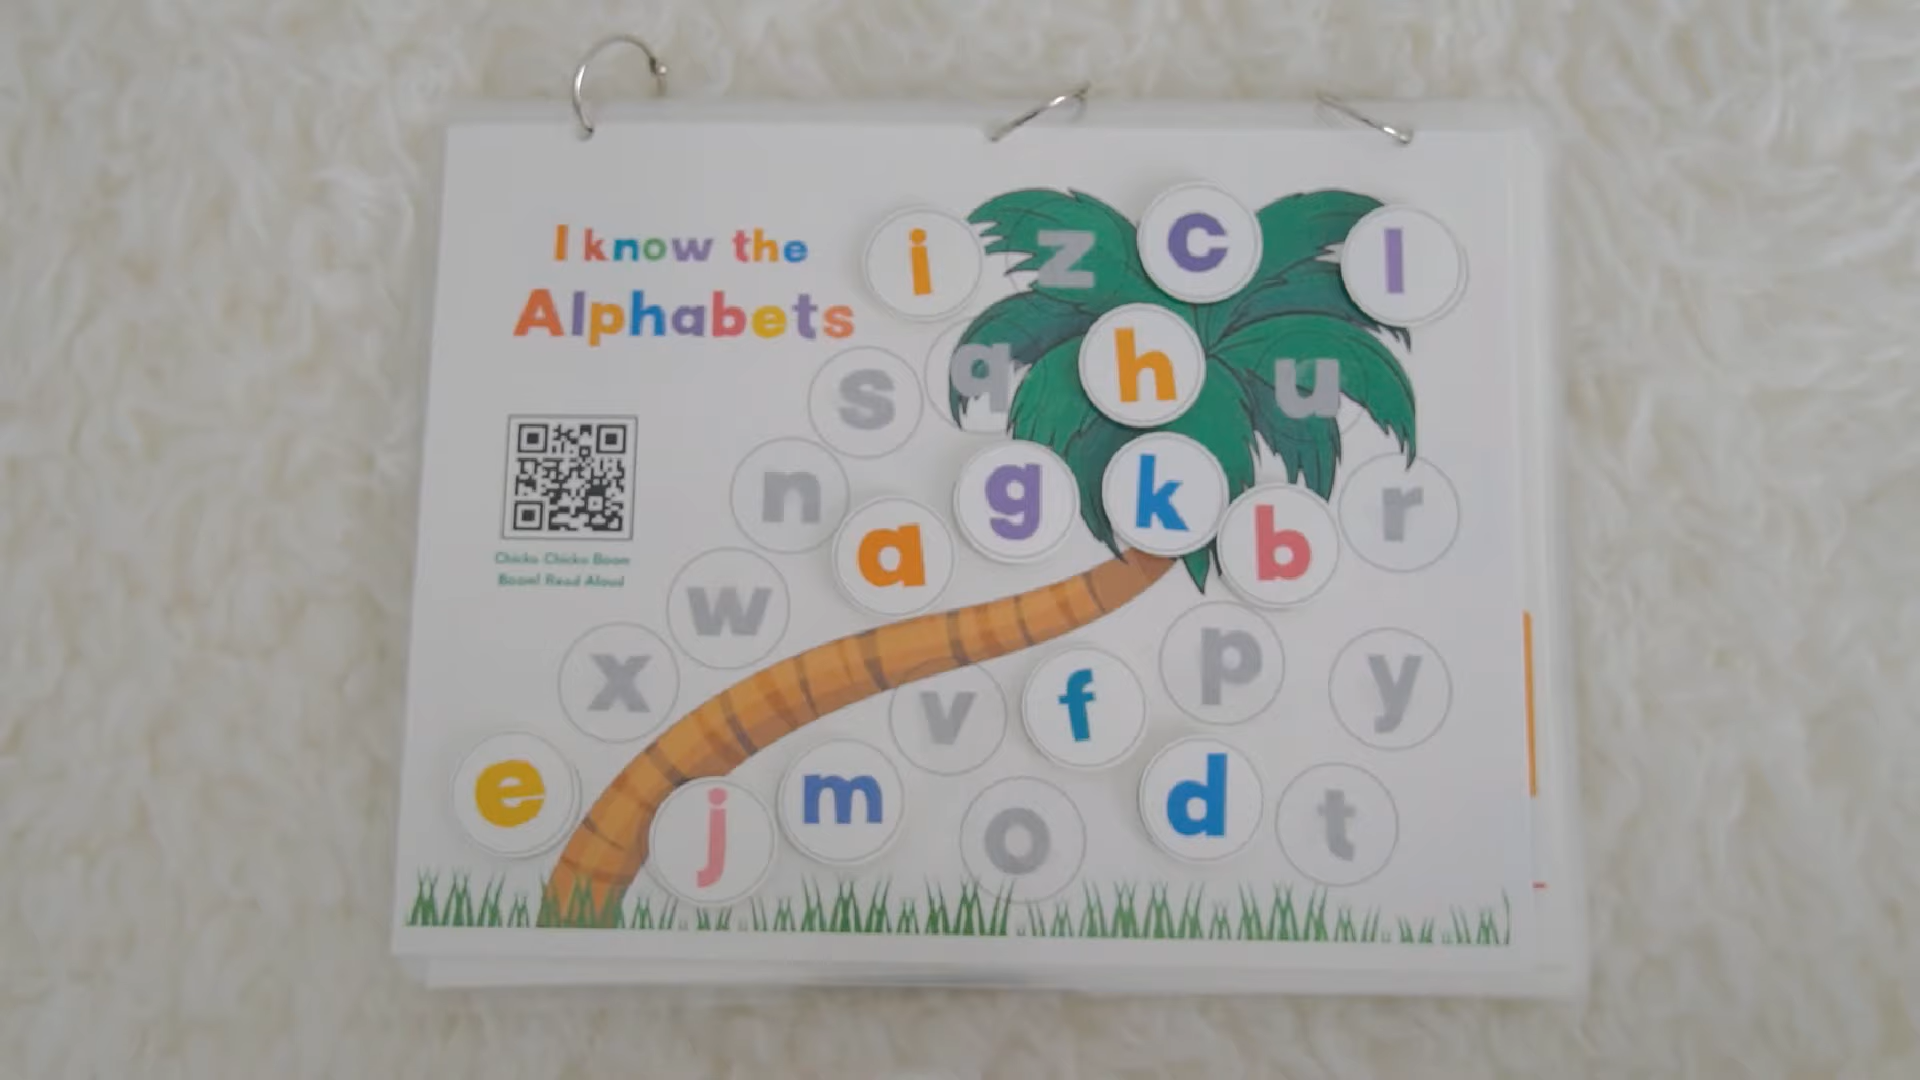 I know the
Alphabets
i z c l
s q h u
n a g k b r
w
x v f p y
e j m o d t
Chicka Chicka Boom
Boom! Read Aloud